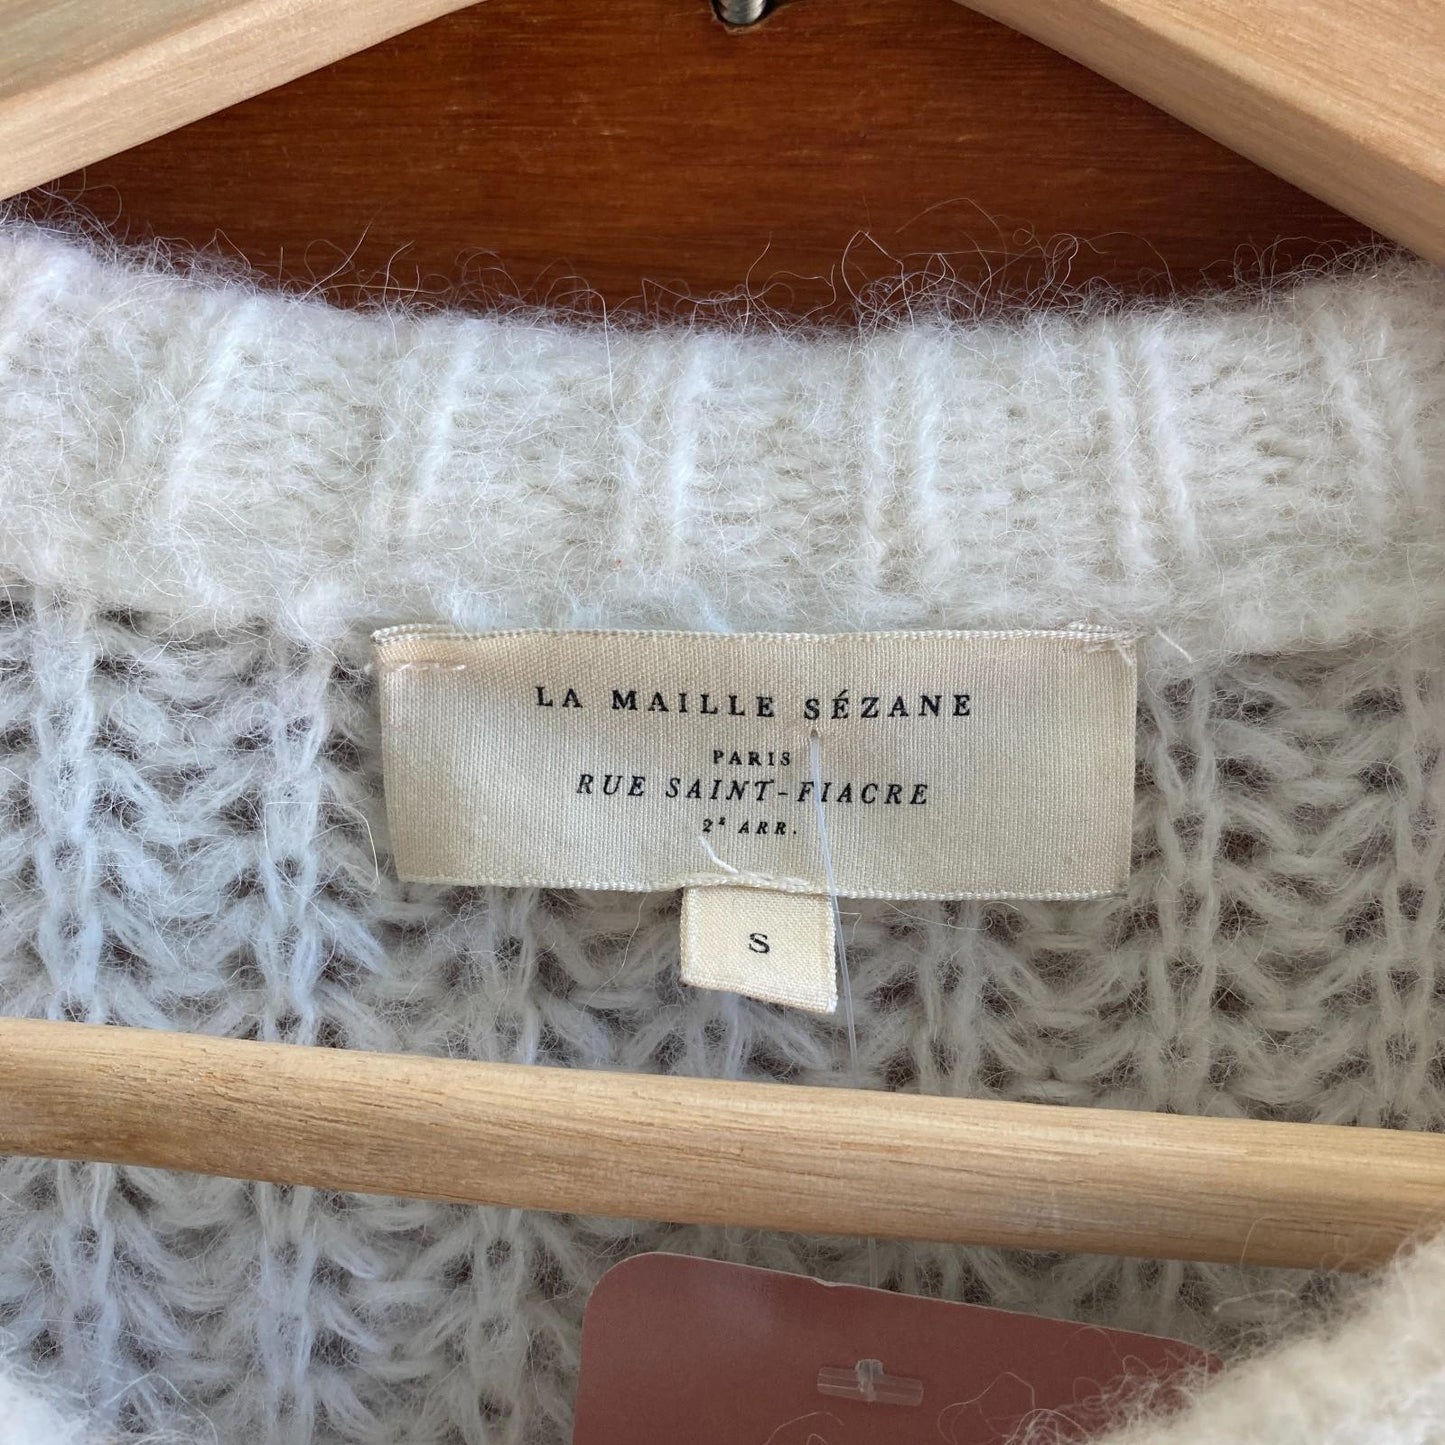 LA MAILLE SÉZANE
PARIS
RUE SAINT-FIACRE
2E ARR.
S